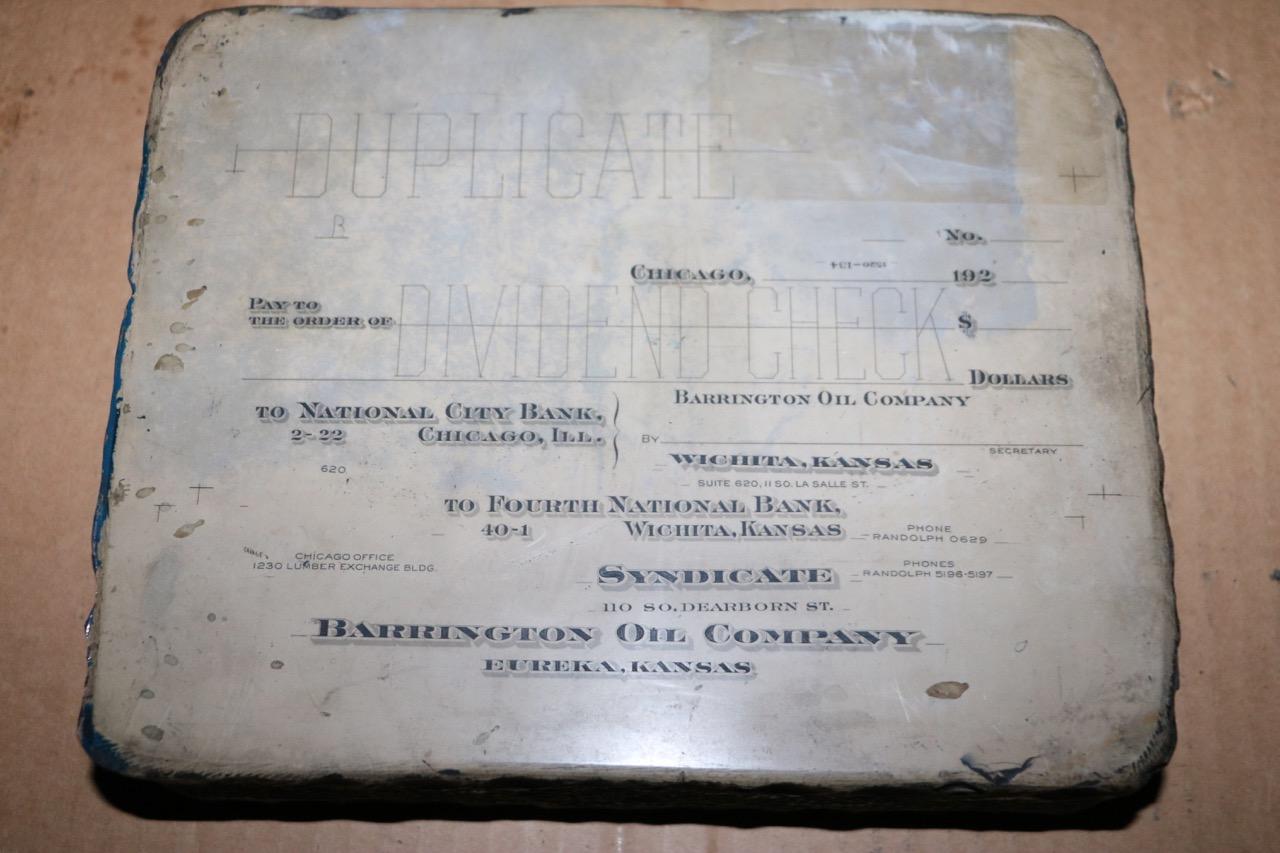 DUPLICATE
B
No.
1520-134
CHICAGO, 192
PAY TO
THE ORDER OF
DIVIDEND CHECK $
DOLLARS
BARRINGTON OIL COMPANY
TO NATIONAL CITY BANK,
2-22 CHICAGO, ILL.
BY
SECRETARY
WICHITA, KANSAS
620
SUITE 620, 11 SO. LA SALLE ST.
TO FOURTH NATIONAL BANK,
40-1 WICHITA, KANSAS
PHONE
RANDOLPH 0629
CHICAGO OFFICE
1230 LUMBER EXCHANGE BLDG.
SYNDICATE
PHONES
RANDOLPH 5196-5197
110 SO. DEARBORN ST.
BARRINGTON OIL COMPANY
EUREKA, KANSAS